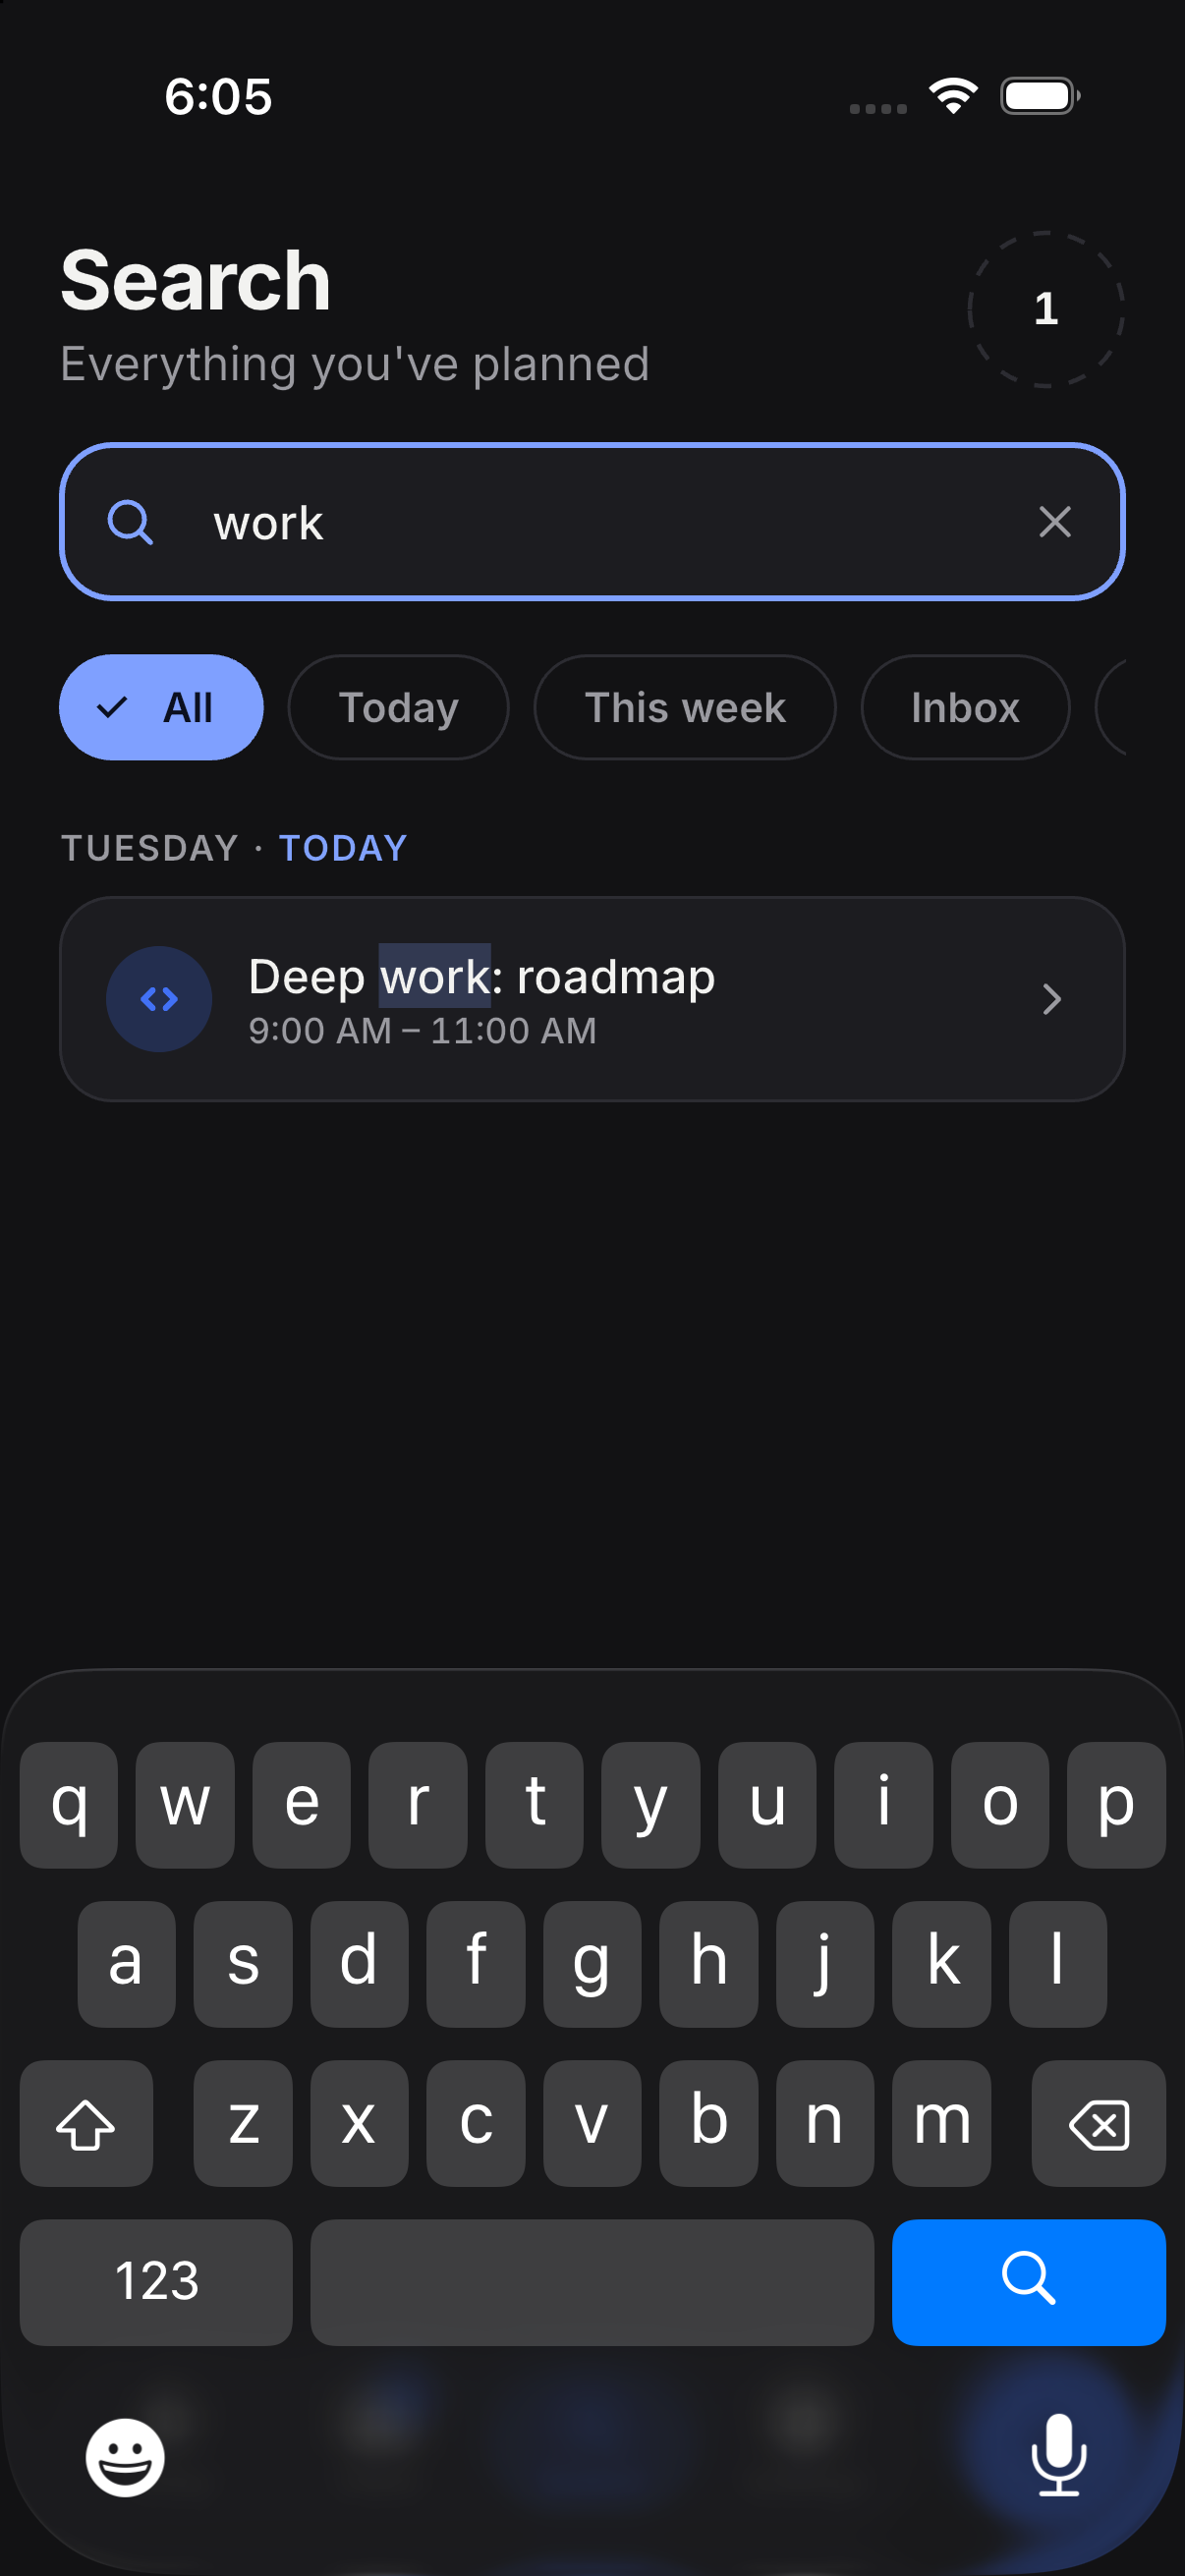 6:05
Search
1
Everything you've planned
work
All
Today
This week
Inbox
TUESDAY · TODAY
Deep work: roadmap
9:00 AM – 11:00 AM
q w e r t y u i o p
a s d f g h j k l
z x c v b n m
123